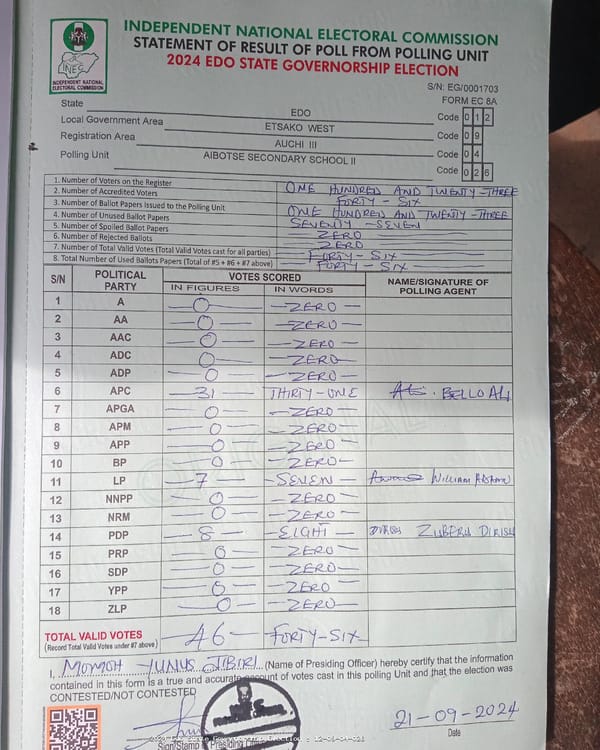 INDEPENDENT NATIONAL ELECTORAL COMMISSION
STATEMENT OF RESULT OF POLL FROM POLLING UNIT
2024 EDO STATE GOVERNORSHIP ELECTION
INEC
INDEPENDENT NATIONAL
ELECTORAL COMMISSION
S/N: EG/0001703
FORM EC 8A
State EDO Code 0 1 2
Local Government Area ETSAKO WEST Code 0 9
Registration Area AUCHI III Code 0 4
Polling Unit AIBOTSE SECONDARY SCHOOL II Code 0 2 6
1. Number of Voters on the Register ONE HUNDRED AND TWENTY-THREE
2. Number of Accredited Voters FORTY-SIX
3. Number of Ballot Papers Issued to the Polling Unit ONE HUNDRED AND TWENTY-THREE
4. Number of Unused Ballot Papers SEVENTY-SEVEN
5. Number of Spoiled Ballot Papers ZERO
6. Number of Rejected Ballots ZERO
7. Number of Total Valid Votes (Total Valid Votes cast for all parties) FORTY-SIX
8. Total Number of Used Ballots Papers (Total of #5 + #6 + #7 above) FORTY-SIX
S/N POLITICAL PARTY VOTES SCORED NAME/SIGNATURE OF POLLING AGENT
IN FIGURES IN WORDS
1 A 0 ZERO
2 AA 0 ZERO
3 AAC 0 ZERO
4 ADC 0 ZERO
5 ADP 0 ZERO
6 APC 31 THIRTY-ONE BELLO ALI
7 APGA 0 ZERO
8 APM 0 ZERO
9 APP 0 ZERO
10 BP 0 ZERO
11 LP 7 SEVEN WILLIAM
12 NNPP 0 ZERO
13 NRM 0 ZERO
14 PDP 8 EIGHT ZUBERU
15 PRP 0 ZERO
16 SDP 0 ZERO
17 YPP 0 ZERO
18 ZLP 0 ZERO
TOTAL VALID VOTES 46 FORTY-SIX
(Record Total Valid Votes under #7 above)
I, MOMOH YUNUS JIBIRI (Name of Presiding Officer) hereby certify that the information
contained in this form is a true and accurate account of votes cast in this polling Unit and that the election was
CONTESTED/NOT CONTESTED
21-09-2024
Sign/Stamp of Presiding Date